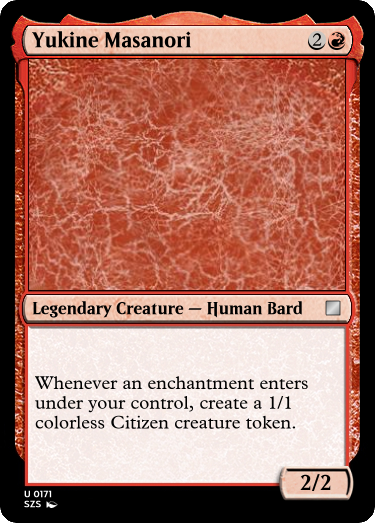 Yukine Masanori 2
Legendary Creature — Human Bard
Whenever an enchantment enters
under your control, create a 1/1
colorless Citizen creature token.
2/2
U 0171
SZS